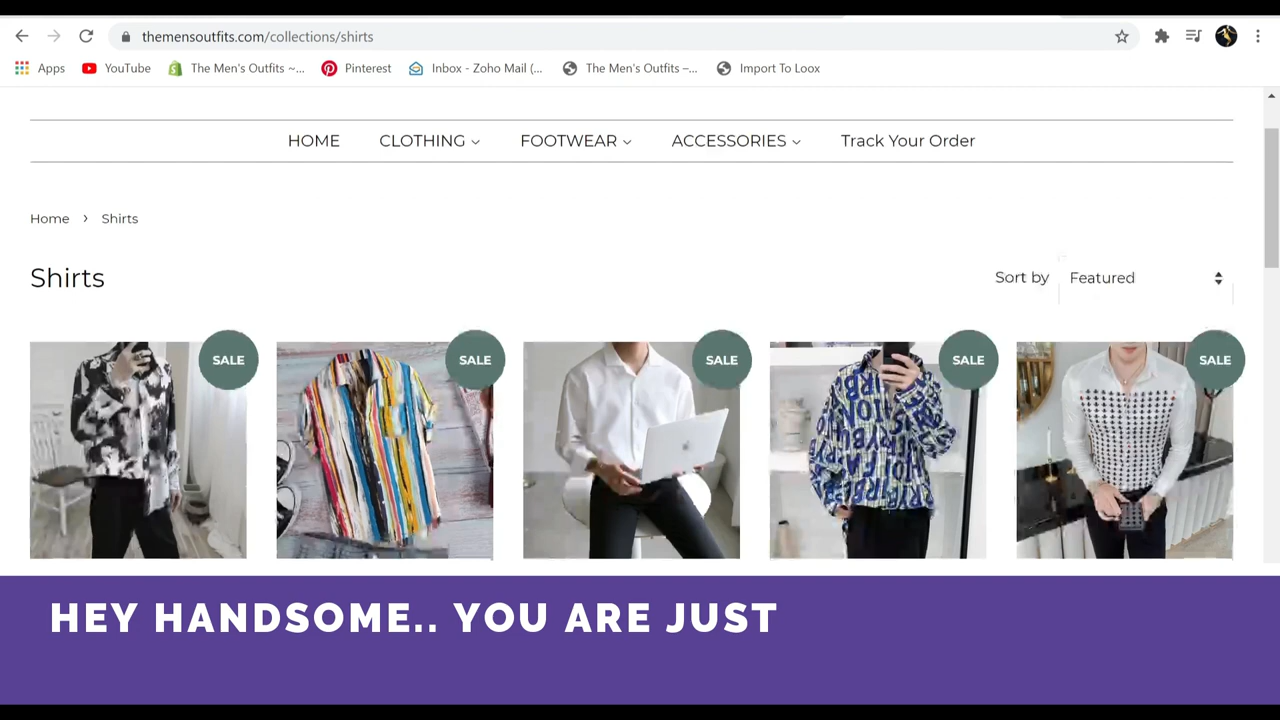 themensoutfits.com/collections/shirts
Apps YouTube The Men's Outfits ~... Pinterest Inbox - Zoho Mail (... The Men's Outfits –... Import To Loox
HOME CLOTHING FOOTWEAR ACCESSORIES Track Your Order
Home › Shirts
Shirts
Sort by Featured
SALE SALE SALE SALE SALE
HEY HANDSOME.. YOU ARE JUST